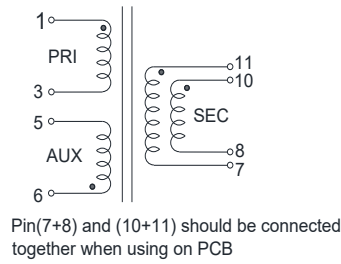 1
PRI
3
5
AUX
6
11
10
SEC
8
7
Pin(7+8) and (10+11) should be connected
together when using on PCB